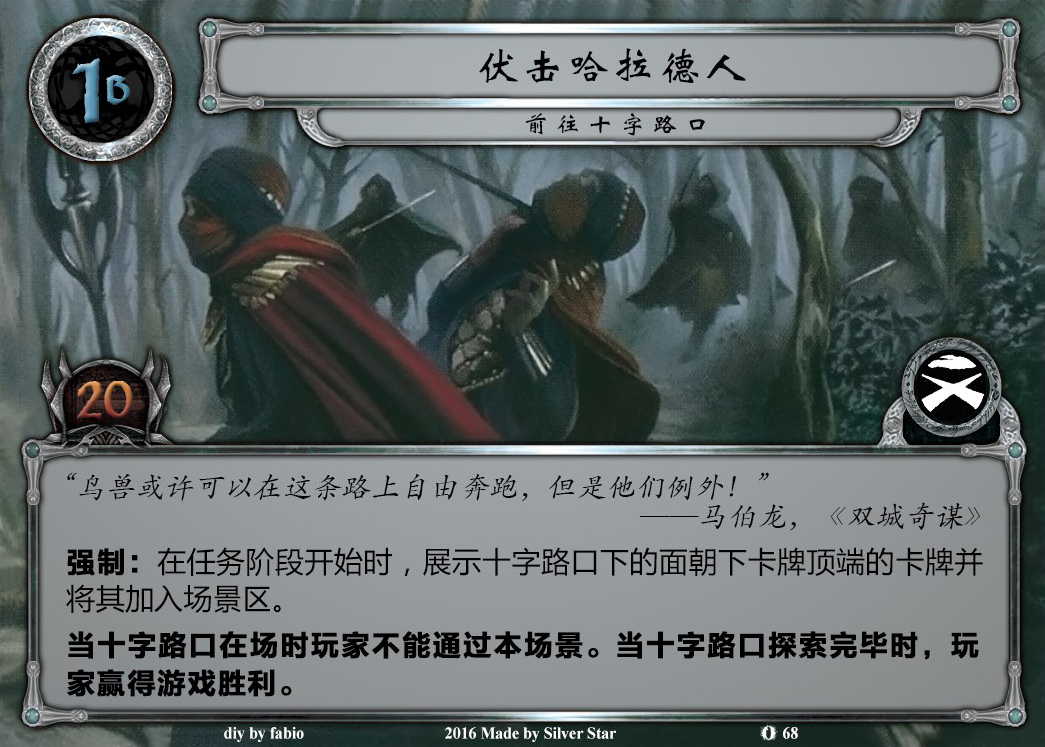 1B
伏击哈拉德人
前往十字路口
20
“鸟兽或许可以在这条路上自由奔跑，但是他们例外！”
——马伯龙，《双城奇谋》
强制：在任务阶段开始时，展示十字路口下的面朝下卡牌顶端的卡牌并
将其加入场景区。
当十字路口在场时玩家不能通过本场景。当十字路口探索完毕时，玩
家赢得游戏胜利。
diy by fabio 2016 Made by Silver Star 68